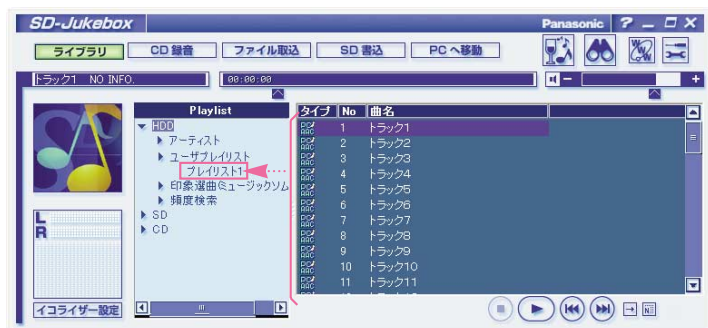 SD-Jukebox
Panasonic
ライブラリ CD 録音 ファイル取込 SD 書込 PC へ移動
トラック1 NO INFO. 00:00:00
Playlist
HDD
アーティスト
ユーザプレイリスト
プレイリスト1
印象選曲(ミュージックソム
頻度検索
SD
CD
タイプ No 曲名
1 トラック1
2 トラック2
3 トラック3
4 トラック4
5 トラック5
6 トラック6
7 トラック7
8 トラック8
9 トラック9
10 トラック10
11 トラック11
L
R
イコライザー設定